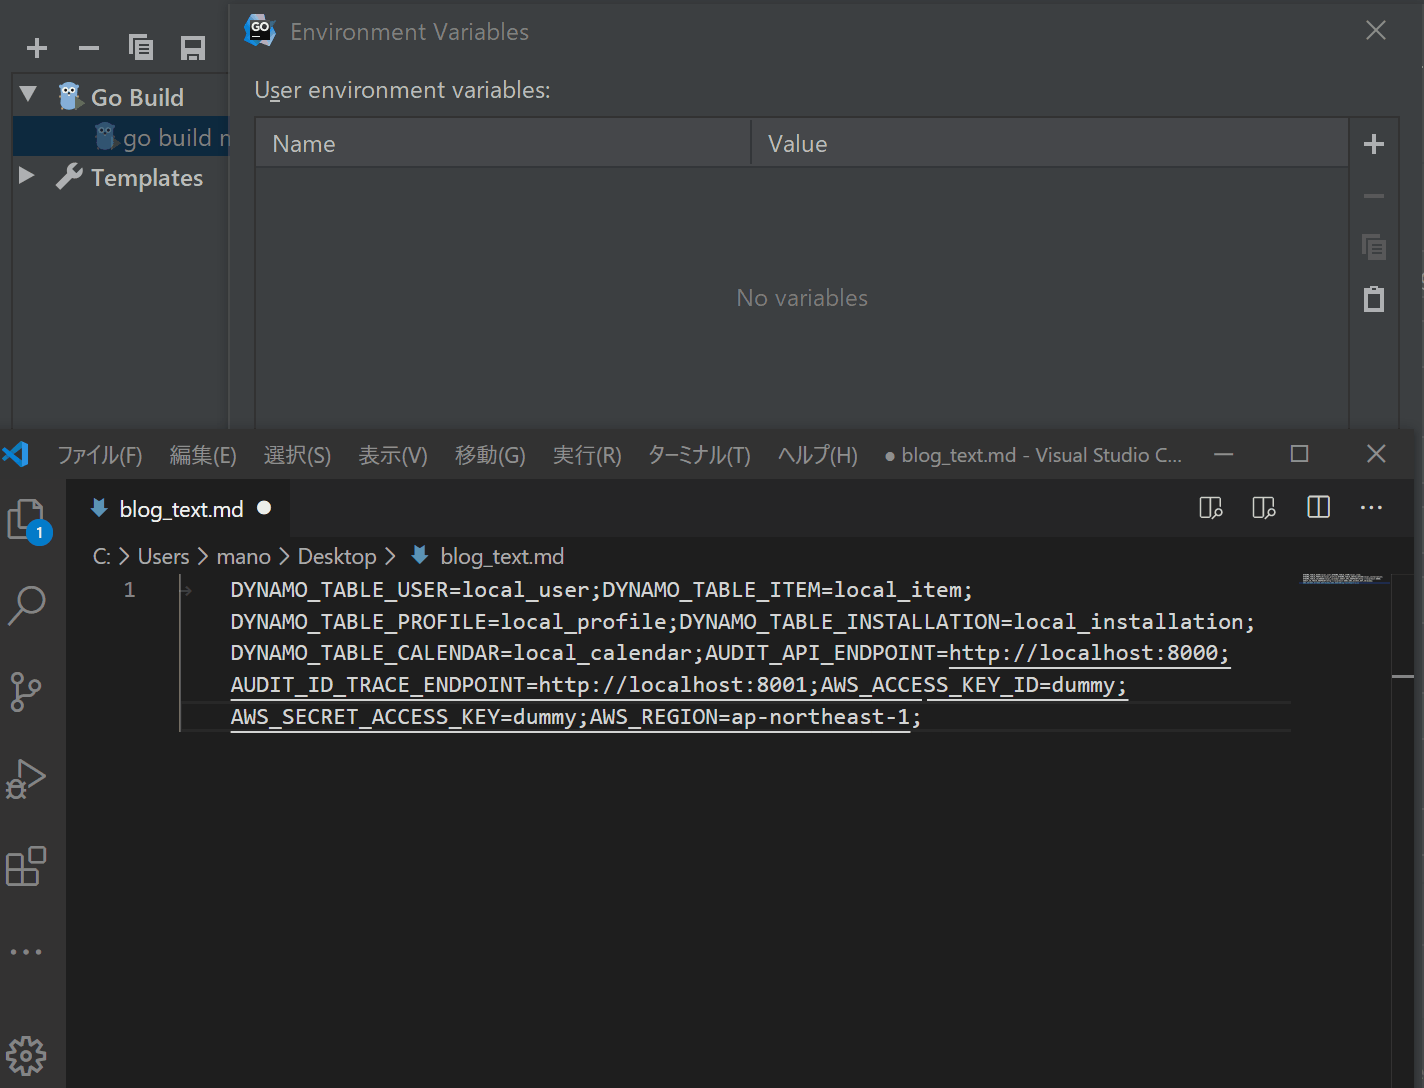 GO
Environment Variables
User environment variables:
Go Build
go build
Templates
Name
Value
No variables
ファイル(F)
編集(E)
選択(S)
表示(V)
移動(G)
実行(R)
ターミナル(T)
ヘルプ(H)
● blog_text.md - Visual Studio C...
blog_text.md ●
1
C: > Users > mano > Desktop > blog_text.md
1
DYNAMO_TABLE_USER=local_user;DYNAMO_TABLE_ITEM=local_item;
DYNAMO_TABLE_PROFILE=local_profile;DYNAMO_TABLE_INSTALLATION=local_installation;
DYNAMO_TABLE_CALENDAR=local_calendar;AUDIT_API_ENDPOINT=http://localhost:8000;
AUDIT_ID_TRACE_ENDPOINT=http://localhost:8001;AWS_ACCESS_KEY_ID=dummy;
AWS_SECRET_ACCESS_KEY=dummy;AWS_REGION=ap-northeast-1;